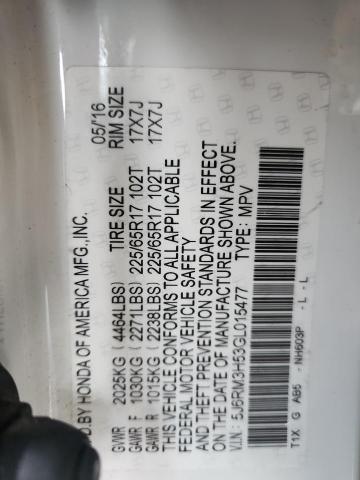 D.BY HONDA OF AMERICA MFG.,INC. 05/16
TIRE SIZE RIM SIZE
GVWR 2025KG (4464LBS)
GAWR F 1030KG (2271LBS) 225/65R17 102T 17X7J
GAWR R 1015KG (2238LBS) 225/65R17 102T 17X7J
THIS VEHICLE CONFORMS TO ALL APPLICABLE
FEDERAL MOTOR VEHICLE SAFETY
AND THEFT PREVENTION STANDARDS IN EFFECT
ON THE DATE OF MANUFACTURE SHOWN ABOVE.
V.I.N: 5J6RM3H53GL015477 TYPE: MPV
T1X G AB5 - L - L
NH603P